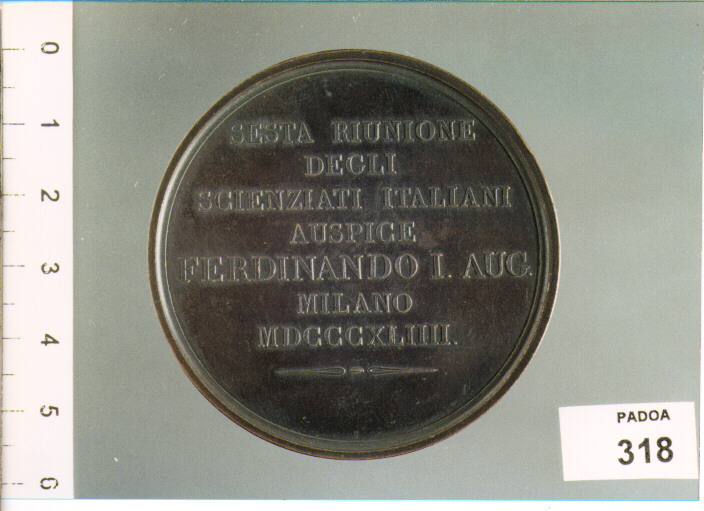 SESTA RIUNIONE
DEGLI
SCIENZIATI ITALIANI
AUSPICE
FERDINANDO I. AUG.
MILANO
MDCCCXLIIII.
0
1
2
3
4
5
6
PADOA
318